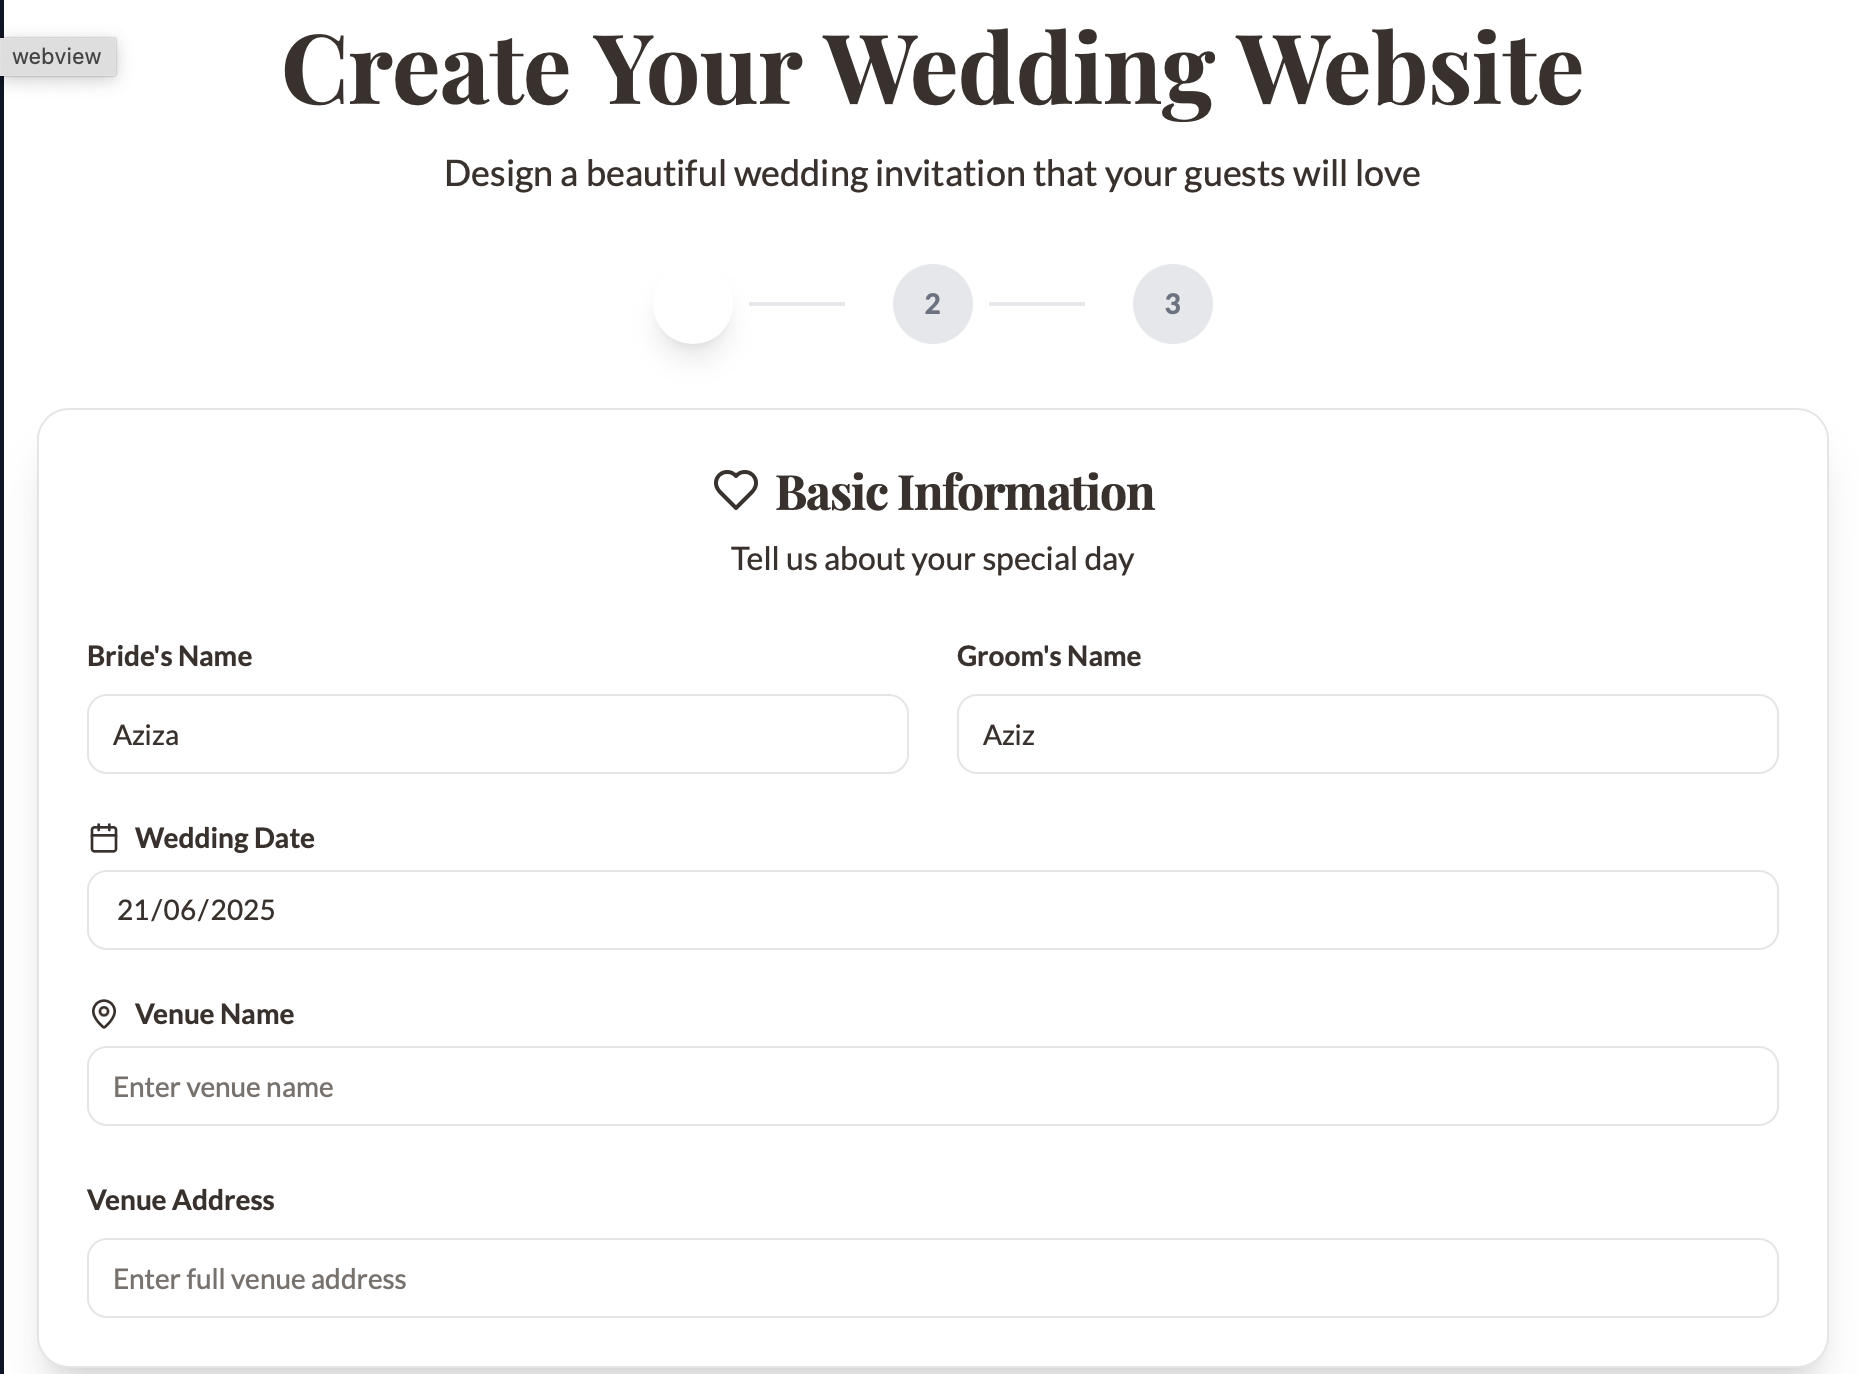 webview
Create Your Wedding Website
Design a beautiful wedding invitation that your guests will love
2
3
Basic Information
Tell us about your special day
Bride's Name
Groom's Name
Aziza
Aziz
Wedding Date
21/06/2025
Venue Name
Enter venue name
Venue Address
Enter full venue address